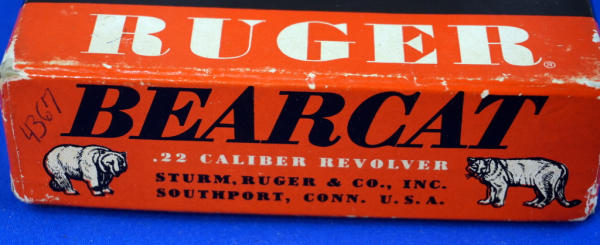 RUGER®
BEARCAT
4367
.22 CALIBER REVOLVER
STURM, RUGER & CO., INC.
SOUTHPORT, CONN. U.S.A.